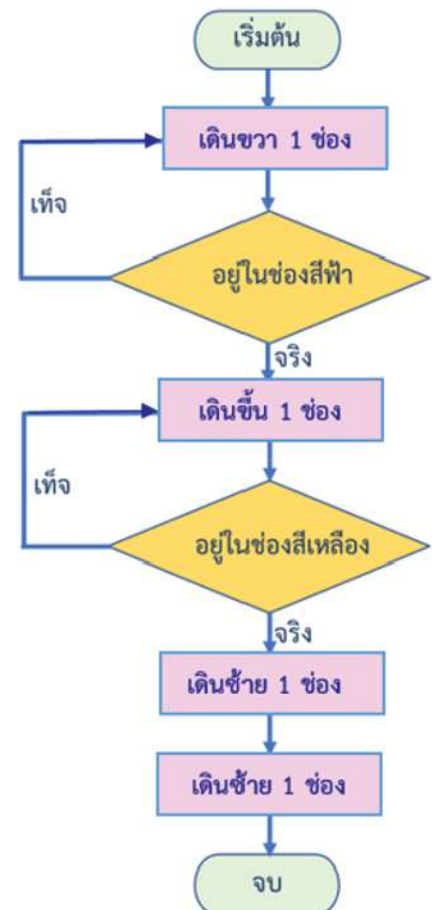 เริ่มต้น
เดินขวา 1 ช่อง
เท็จ
อยู่ในช่องสีฟ้า
จริง
เดินขึ้น 1 ช่อง
เท็จ
อยู่ในช่องสีเหลือง
จริง
เดินซ้าย 1 ช่อง
เดินซ้าย 1 ช่อง
จบ